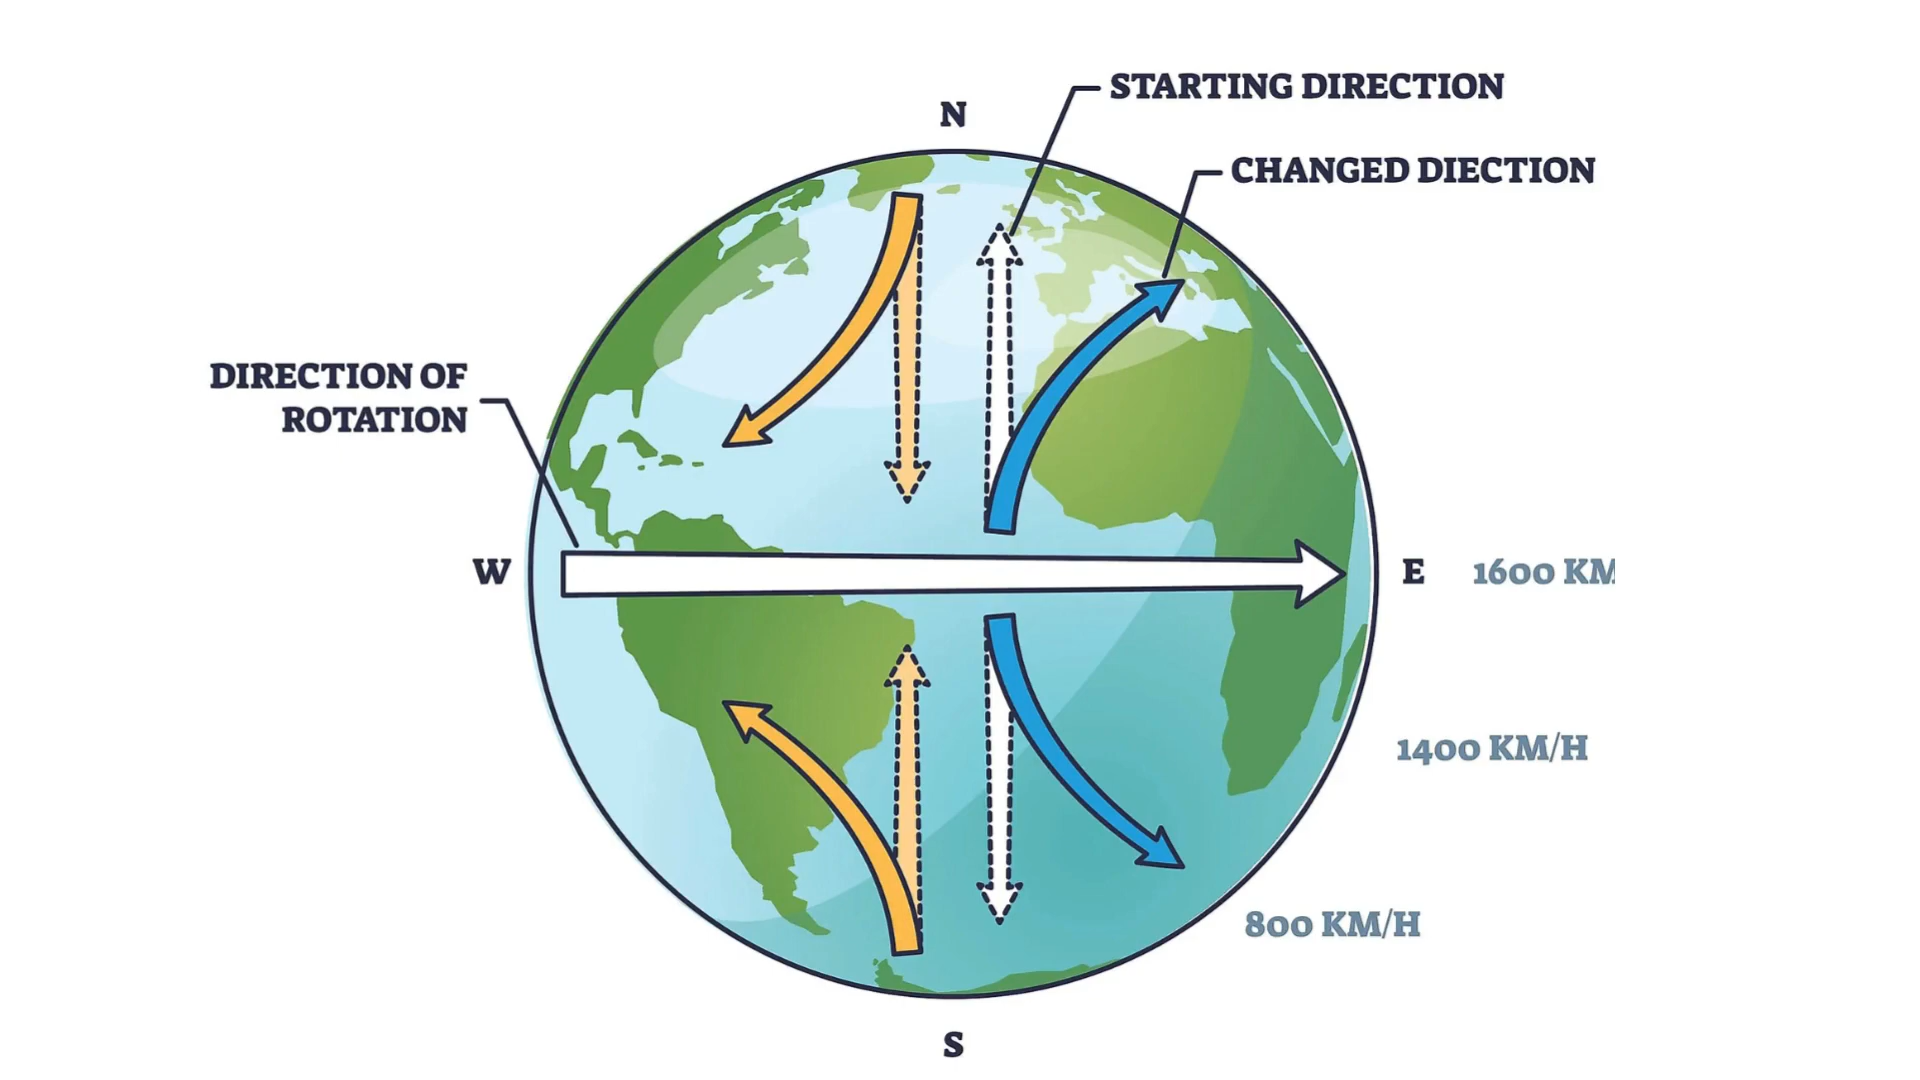 STARTING DIRECTION
N
CHANGED DIECTION
DIRECTION OF
ROTATION
W
E
1600 KM
1400 KM/H
800 KM/H
S